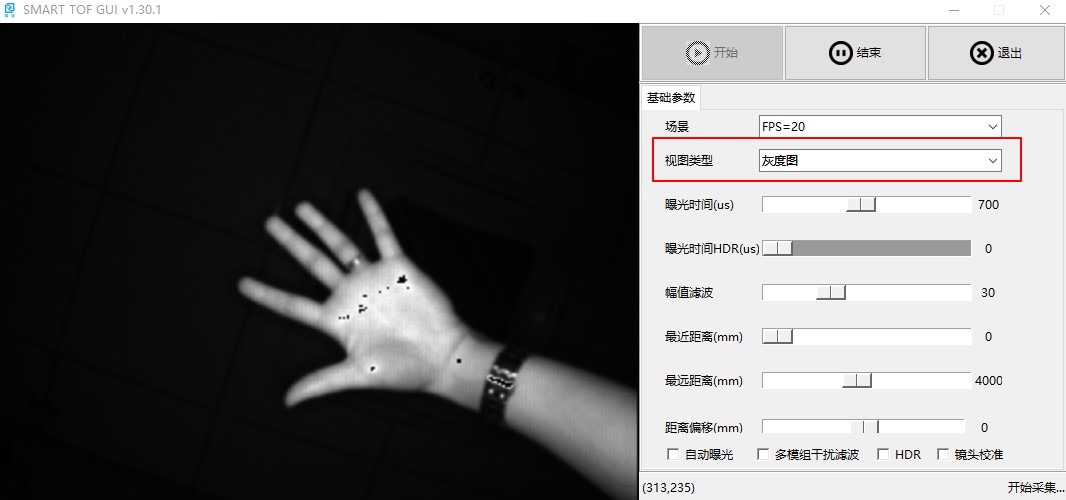 SMART TOF GUI v1.30.1
开始
结束
退出
基础参数
场景 FPS=20
视图类型 灰度图
曝光时间(us) 700
曝光时间HDR(us) 0
幅值滤波 30
最近距离(mm) 0
最远距离(mm) 4000
距离偏移(mm) 0
自动曝光 多模组干扰滤波 HDR 镜头校准
(313,235) 开始采集...